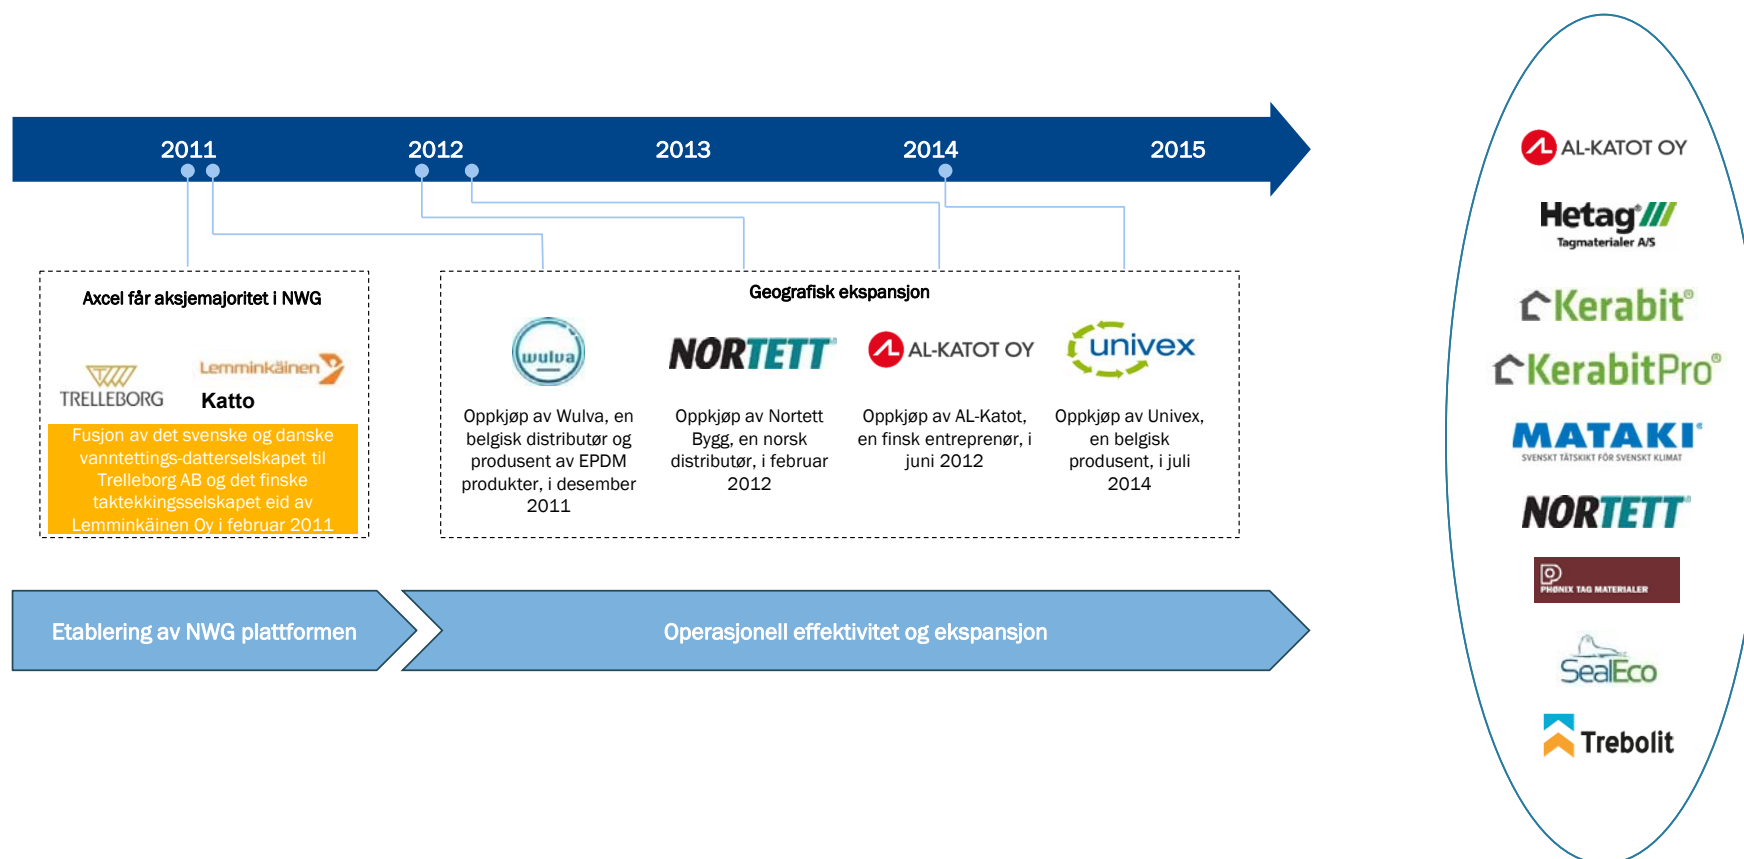 2011
2012
2013
2014
2015
Axcel får aksjemajoritet i NWG
TRELLEBORG
Lemminkäinen
Katto
Fusjon av det svenske og danske
vanntettings-datterselskapet til
Trelleborg AB og det finske
taktekkingsselskapet eid av
Lemminkäinen Oy i februar 2011
Geografisk ekspansjon
wulva
NORTETT®
AL-KATOT OY
univex
Oppkjøp av Wulva, en
belgisk distributør og
produsent av EPDM
produkter, i desember
2011
Oppkjøp av Nortett
Bygg, en norsk
distributør, i februar
2012
Oppkjøp av AL-Katot,
en finsk entreprenør, i
juni 2012
Oppkjøp av Univex,
en belgisk
produsent, i juli
2014
Etablering av NWG plattformen
Operasjonell effektivitet og ekspansjon
AL-KATOT OY
Hetag®
Tagmaterialer A/S
Kerabit®
KerabitPro®
MATAKI®
SVENSKT TÄTSKIKT FÖR SVENSKT KLIMAT
NORTETT®
PHØNIX TAG MATERIALER
SealEco
Trebolit